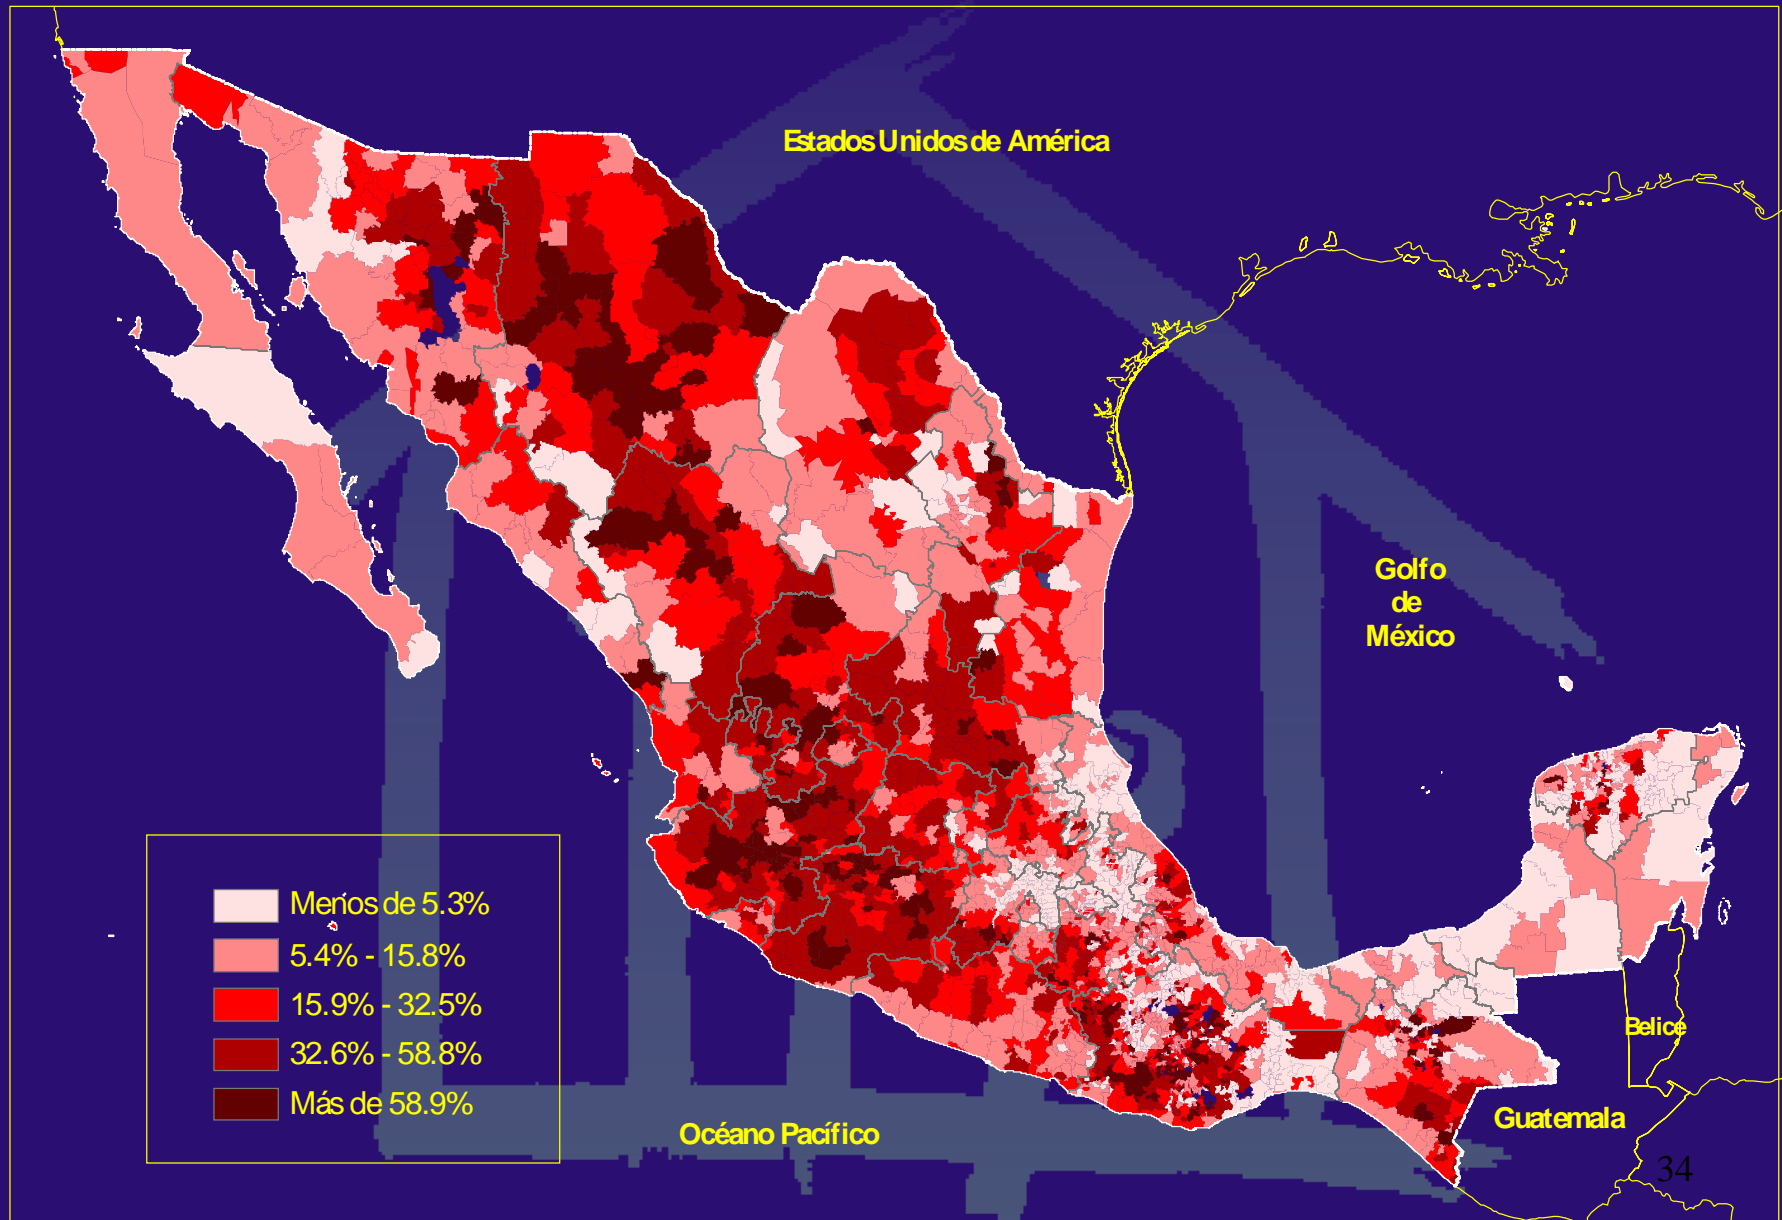 Estados Unidos de América
Golfo
de
México
Menos de 5.3%
5.4% - 15.8%
15.9% - 32.5%
32.6% - 58.8%
Más de 58.9%
Belice
Guatemala
Océano Pacífico
34